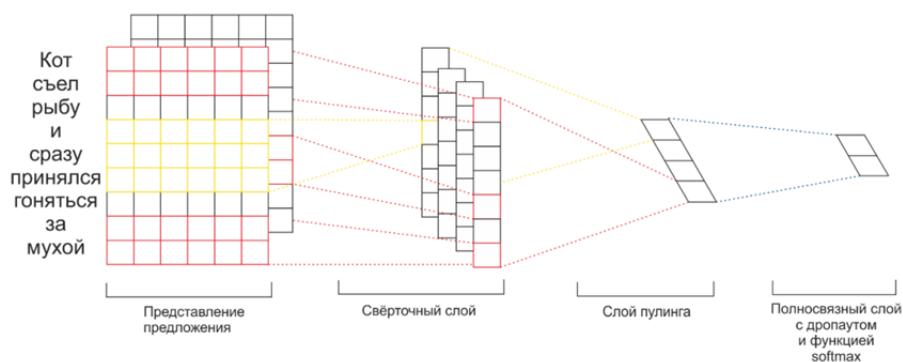 Кот
съел
рыбу
и
сразу
принялся
гоняться
за
мухой
Представление
предложения
Свёрточный слой
Слой пулинга
Полносвязный слой
с дропаутом
и функцией
softmax